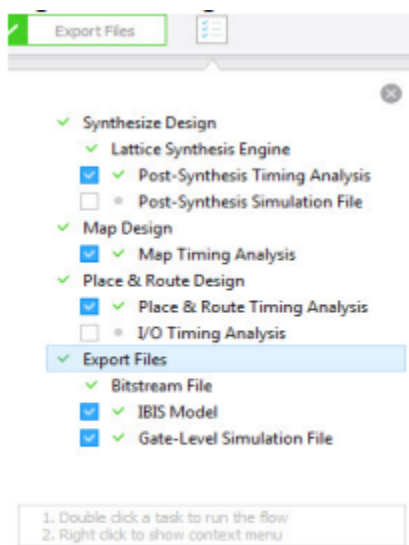 Export Files
Synthesize Design
Lattice Synthesis Engine
Post-Synthesis Timing Analysis
Post-Synthesis Simulation File
Map Design
Map Timing Analysis
Place & Route Design
Place & Route Timing Analysis
I/O Timing Analysis
Export Files
Bitstream File
IBIS Model
Gate-Level Simulation File
1. Double click a task to run the flow
2. Right click to show context menu